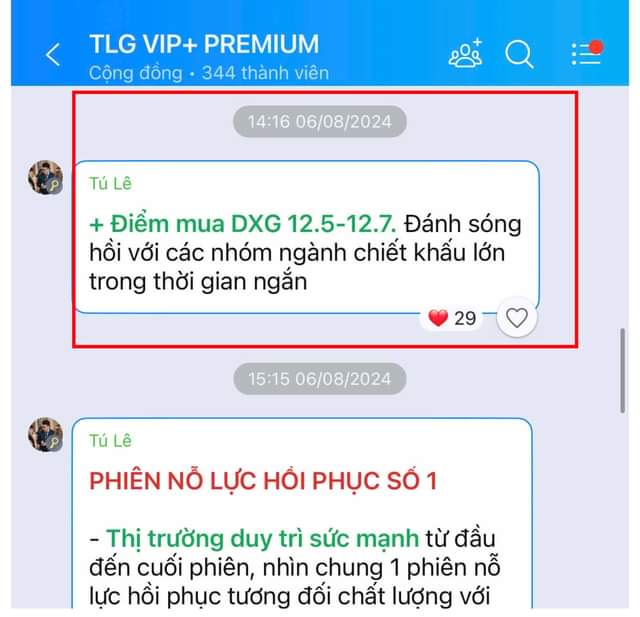 TLG VIP+ PREMIUM
Cộng đồng • 344 thành viên
14:16 06/08/2024
Tú Lê
+ Điểm mua DXG 12.5-12.7. Đánh sóng
hồi với các nhóm ngành chiết khấu lớn
trong thời gian ngắn
29
15:15 06/08/2024
Tú Lê
PHIÊN NỖ LỰC HỒI PHỤC SỐ 1
- Thị trường duy trì sức mạnh từ đầu
đến cuối phiên, nhìn chung 1 phiên nỗ
lực hồi phục tương đối chất lượng với